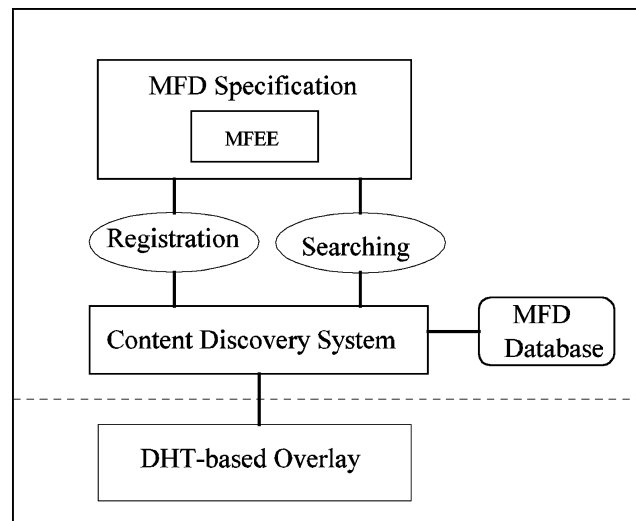 MFD Specification
MFEE
Registration
Searching
Content Discovery System
MFD
Database
DHT-based Overlay